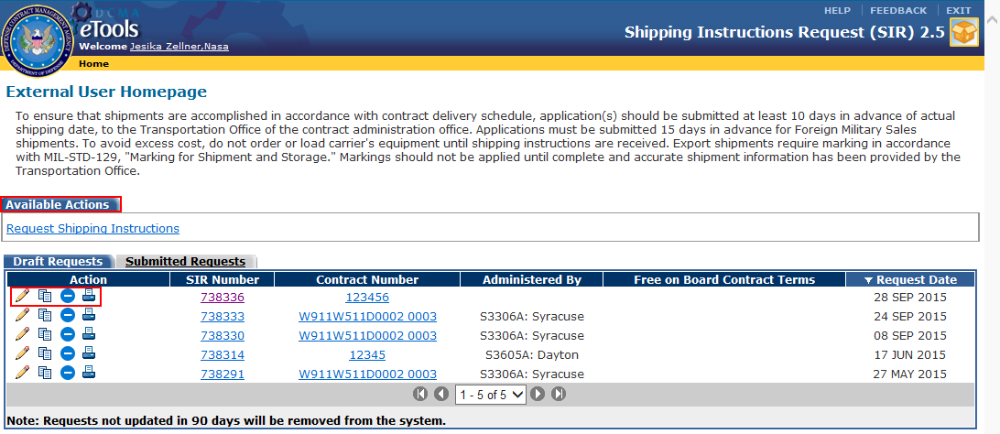 HELP | FEEDBACK | EXIT
DCMA
eTools
Shipping Instructions Request (SIR) 2.5
Welcome Jesika Zellner,Nasa
DEFENSE CONTRACT MANAGEMENT AGENCY
DEPARTMENT OF DEFENSE
Home
External User Homepage
To ensure that shipments are accomplished in accordance with contract delivery schedule, application(s) should be submitted at least 10 days in advance of actual
shipping date, to the Transportation Office of the contract administration office. Applications must be submitted 15 days in advance for Foreign Military Sales
shipments. To avoid excess cost, do not order or load carrier's equipment until shipping instructions are received. Export shipments require marking in accordance
with MIL-STD-129, "Marking for Shipment and Storage." Markings should not be applied until complete and accurate shipment information has been provided by the
Transportation Office.
Available Actions
Request Shipping Instructions
Draft Requests Submitted Requests
Action SIR Number Contract Number Administered By Free on Board Contract Terms Request Date
738336 123456 28 SEP 2015
738333 W911W511D0002 0003 S3306A: Syracuse 24 SEP 2015
738330 W911W511D0002 0003 S3306A: Syracuse 08 SEP 2015
738314 12345 S3605A: Dayton 17 JUN 2015
738291 W911W511D0002 0003 S3306A: Syracuse 27 MAY 2015
1 - 5 of 5
Note: Requests not updated in 90 days will be removed from the system.